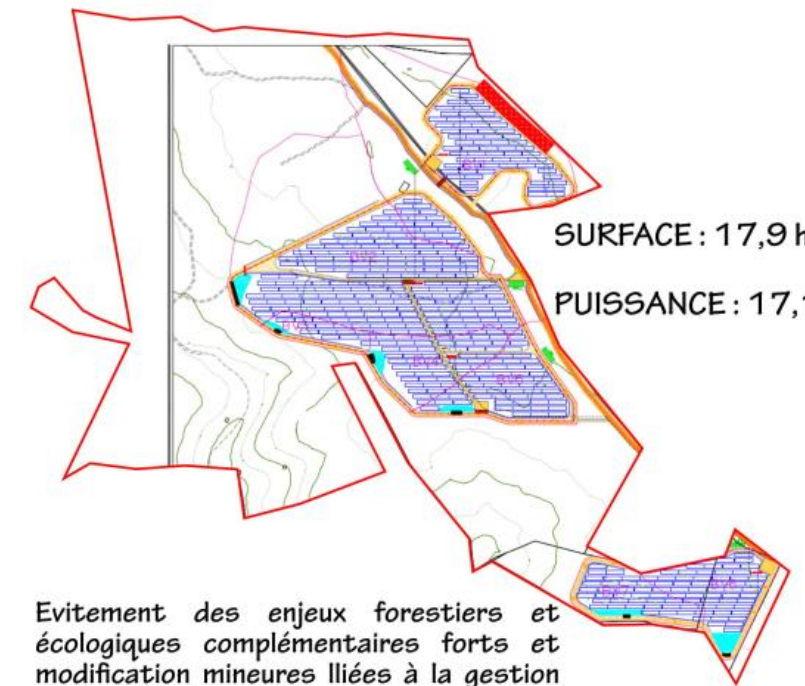 SURFACE : 17,9 h
PUISSANCE : 17,
Evitement des enjeux forestiers et
écologiques complémentaires forts et
modification mineures lliées à la gestion